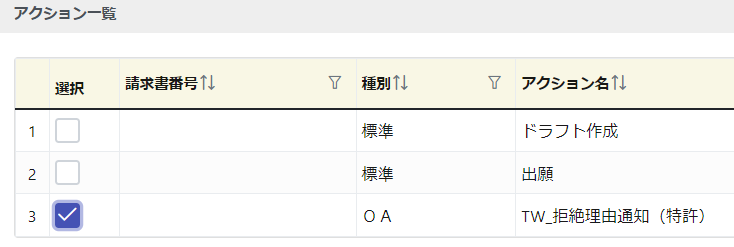 アクション一覧
選択 請求書番号↑↓ 種別↑↓ アクション名↑↓
1 標準 ドラフト作成
2 標準 出願
3 ＯＡ TW_拒絶理由通知（特許）